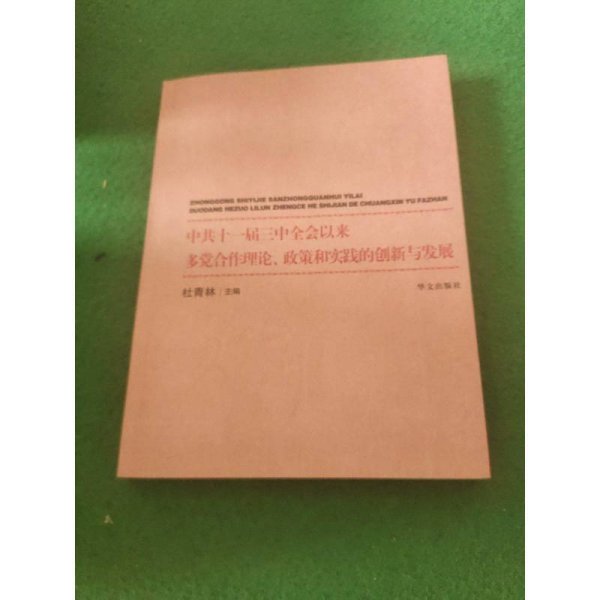 ZHONGGONG SHIYIJIE SANZHONGQUANHUI YILAI
DUODANG HEZUO LILUN ZHENGCE HE SHIJIAN DE CHUANGXIN YU FAZHAN
中共十一届三中全会以来
多党合作理论、政策和实践的创新与发展
杜青林 / 主编
华文出版社